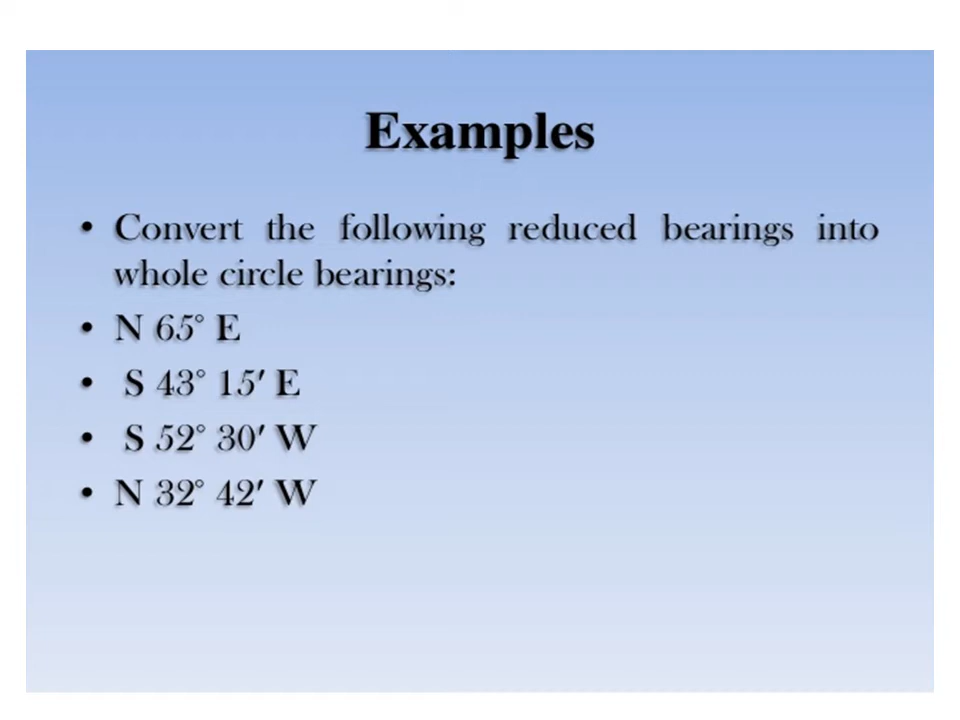 Examples
• Convert the following reduced bearings into
whole circle bearings:
• N 65° E
• S 43° 15′ E
• S 52° 30′ W
• N 32° 42′ W